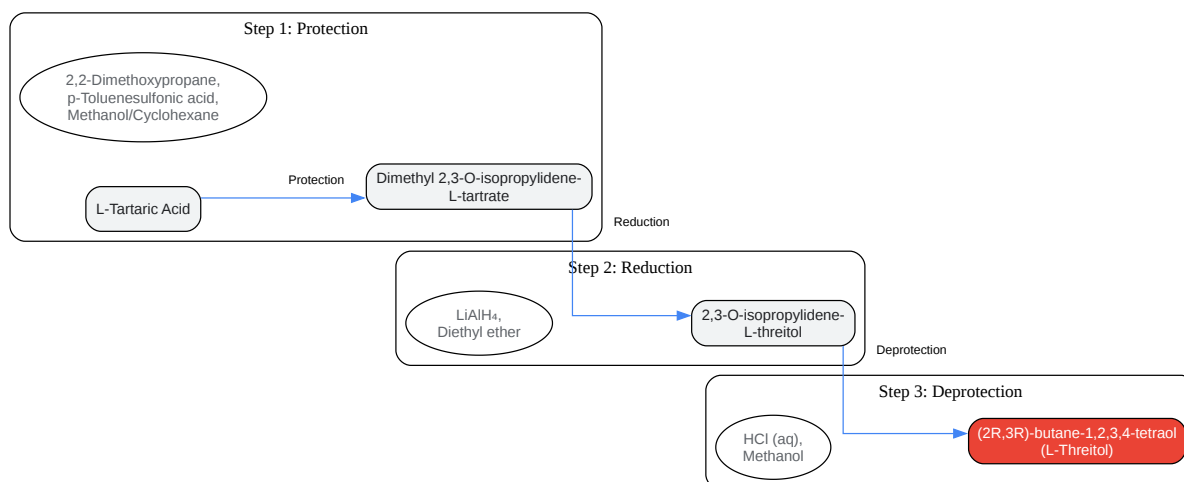 Step 1: Protection
2,2-Dimethoxypropane,
p-Toluenesulfonic acid,
Methanol/Cyclohexane
L-Tartaric Acid
Protection
Dimethyl 2,3-O-isopropylidene-
L-tartrate
Reduction
Step 2: Reduction
LiAlH₄,
Diethyl ether
2,3-O-isopropylidene-
L-threitol
Deprotection
Step 3: Deprotection
HCl (aq),
Methanol
(2R,3R)-butane-1,2,3,4-tetraol
(L-Threitol)